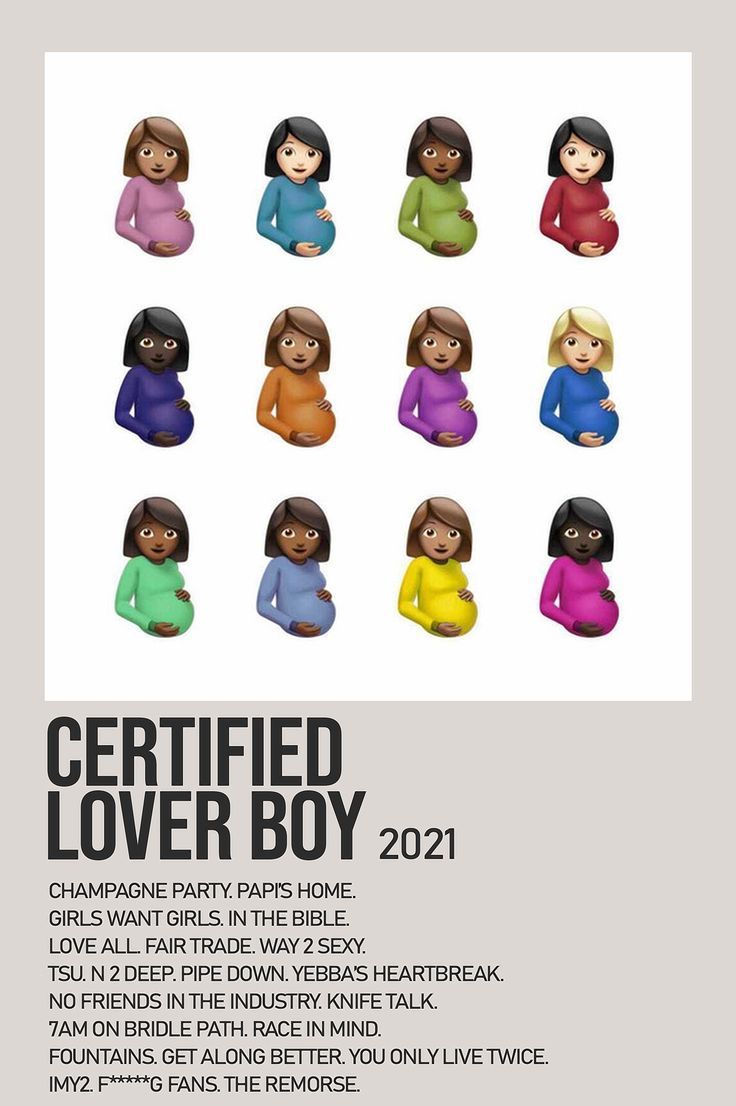 CERTIFIED
LOVER BOY 2021
CHAMPAGNE PARTY. PAPI'S HOME.
GIRLS WANT GIRLS. IN THE BIBLE.
LOVE ALL. FAIR TRADE. WAY 2 SEXY.
TSU. N 2 DEEP. PIPE DOWN. YEBBA'S HEARTBREAK.
NO FRIENDS IN THE INDUSTRY. KNIFE TALK.
7AM ON BRIDLE PATH. RACE IN MIND.
FOUNTAINS. GET ALONG BETTER. YOU ONLY LIVE TWICE.
IMY2. F*****G FANS. THE REMORSE.